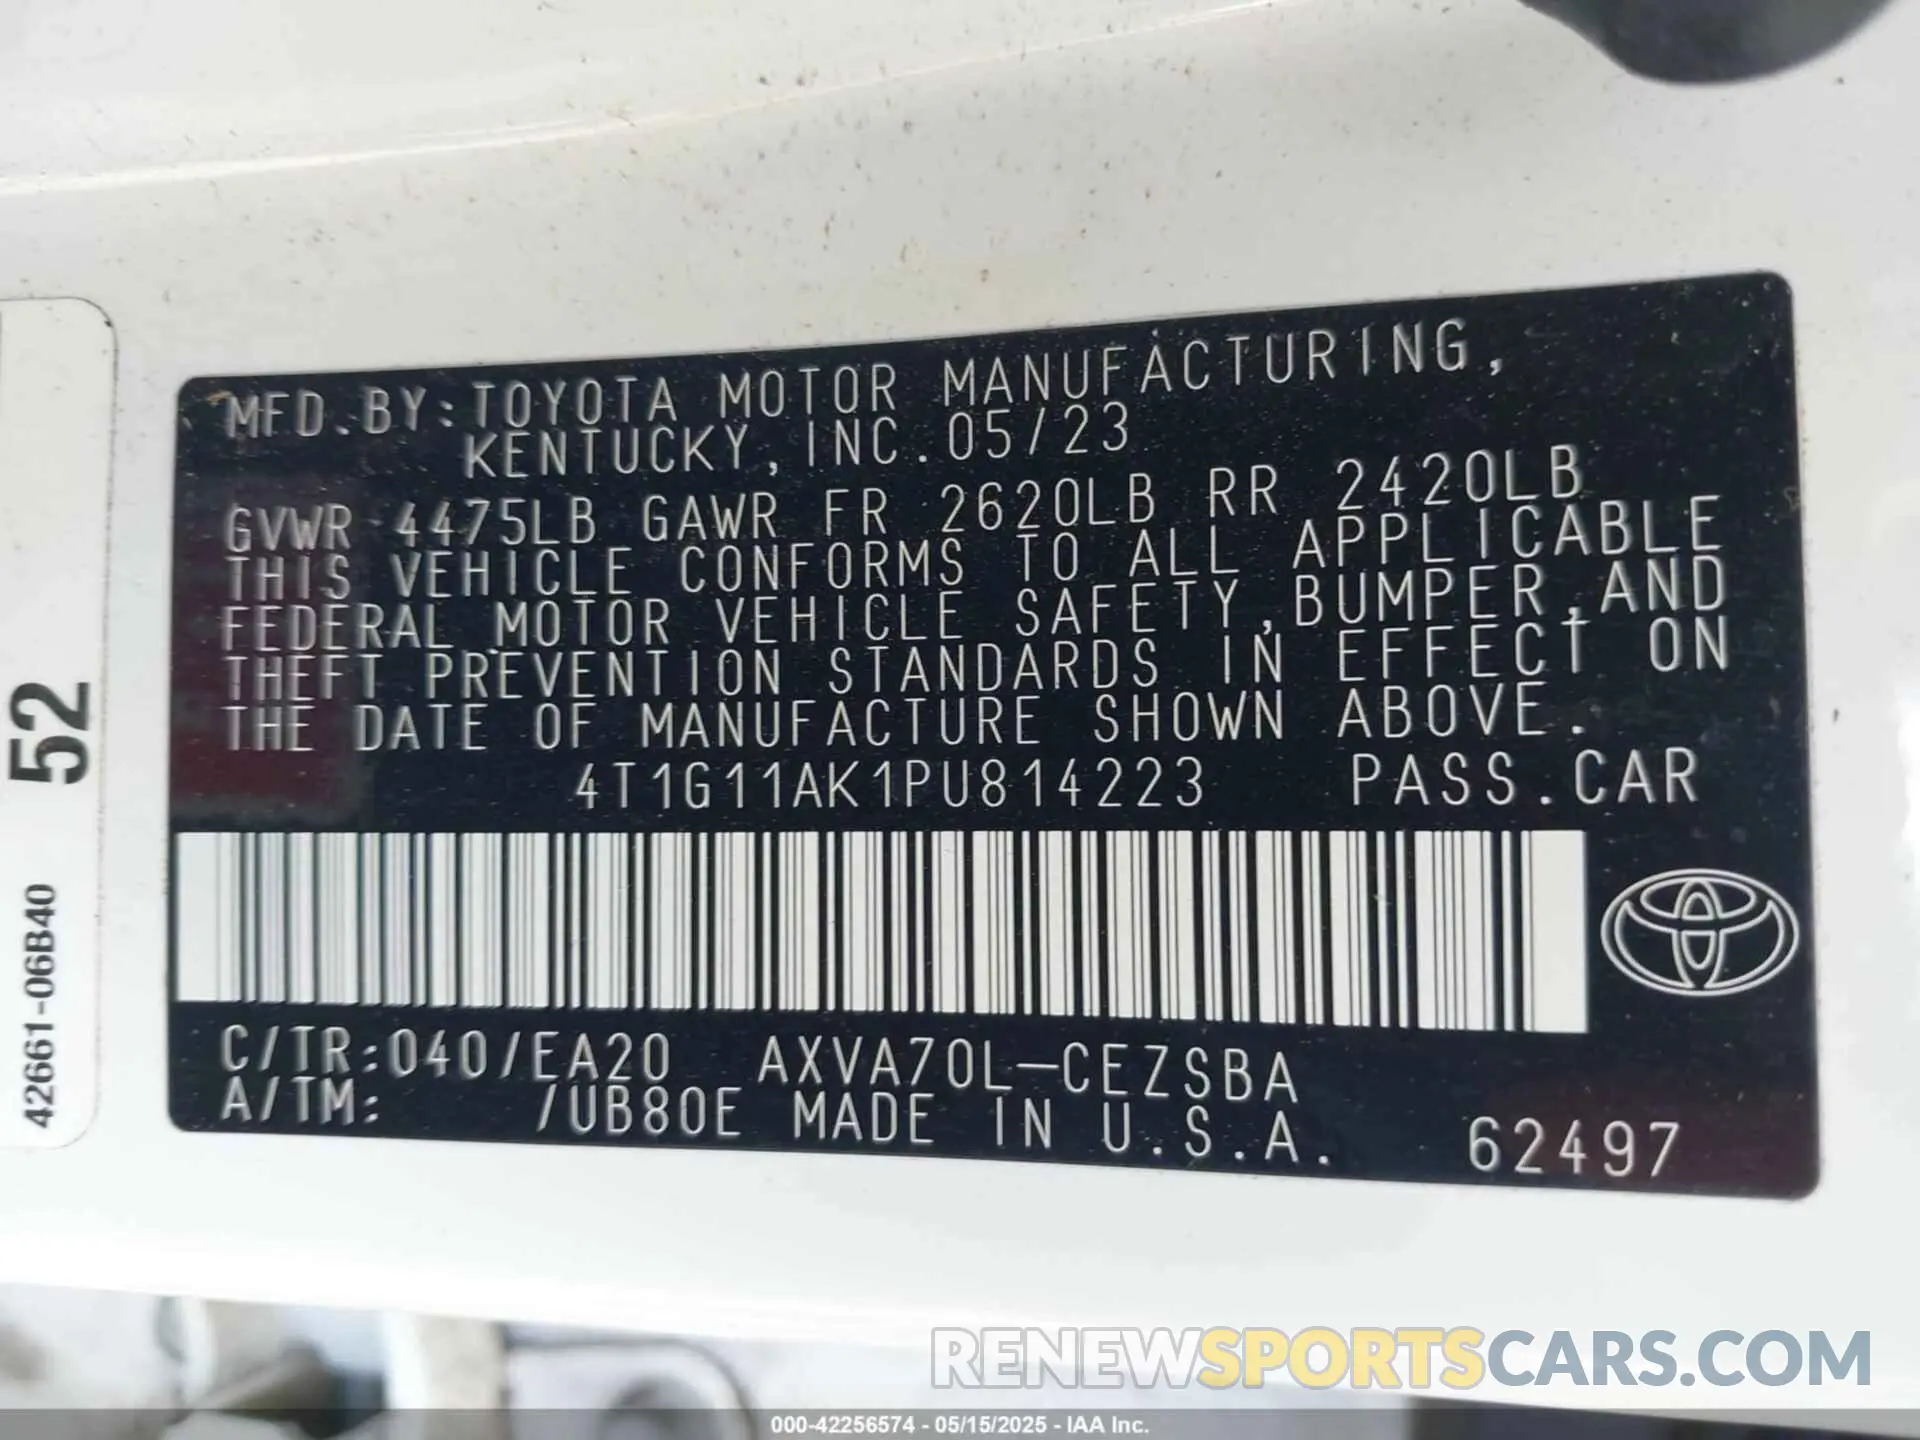 MFD.BY:TOYOTA MOTOR MANUFACTURING,
KENTUCKY,INC.05/23
GVWR 4475LB GAWR FR 2620LB RR 2420LB
THIS VEHICLE CONFORMS TO ALL APPLICABLE
FEDERAL MOTOR VEHICLE SAFETY,BUMPER,AND
THEFT PREVENTION STANDARDS IN EFFECT ON
THE DATE OF MANUFACTURE SHOWN ABOVE.
4T1G11AK1PU814223 PASS.CAR
C/TR:040/EA20 AXVA70L-CEZSBA
A/TM: /UB80E MADE IN U.S.A. 62497
52
42661-06B40
RENEWSPORTSCARS.COM
000-42256574 - 05/15/2025 - IAA Inc.